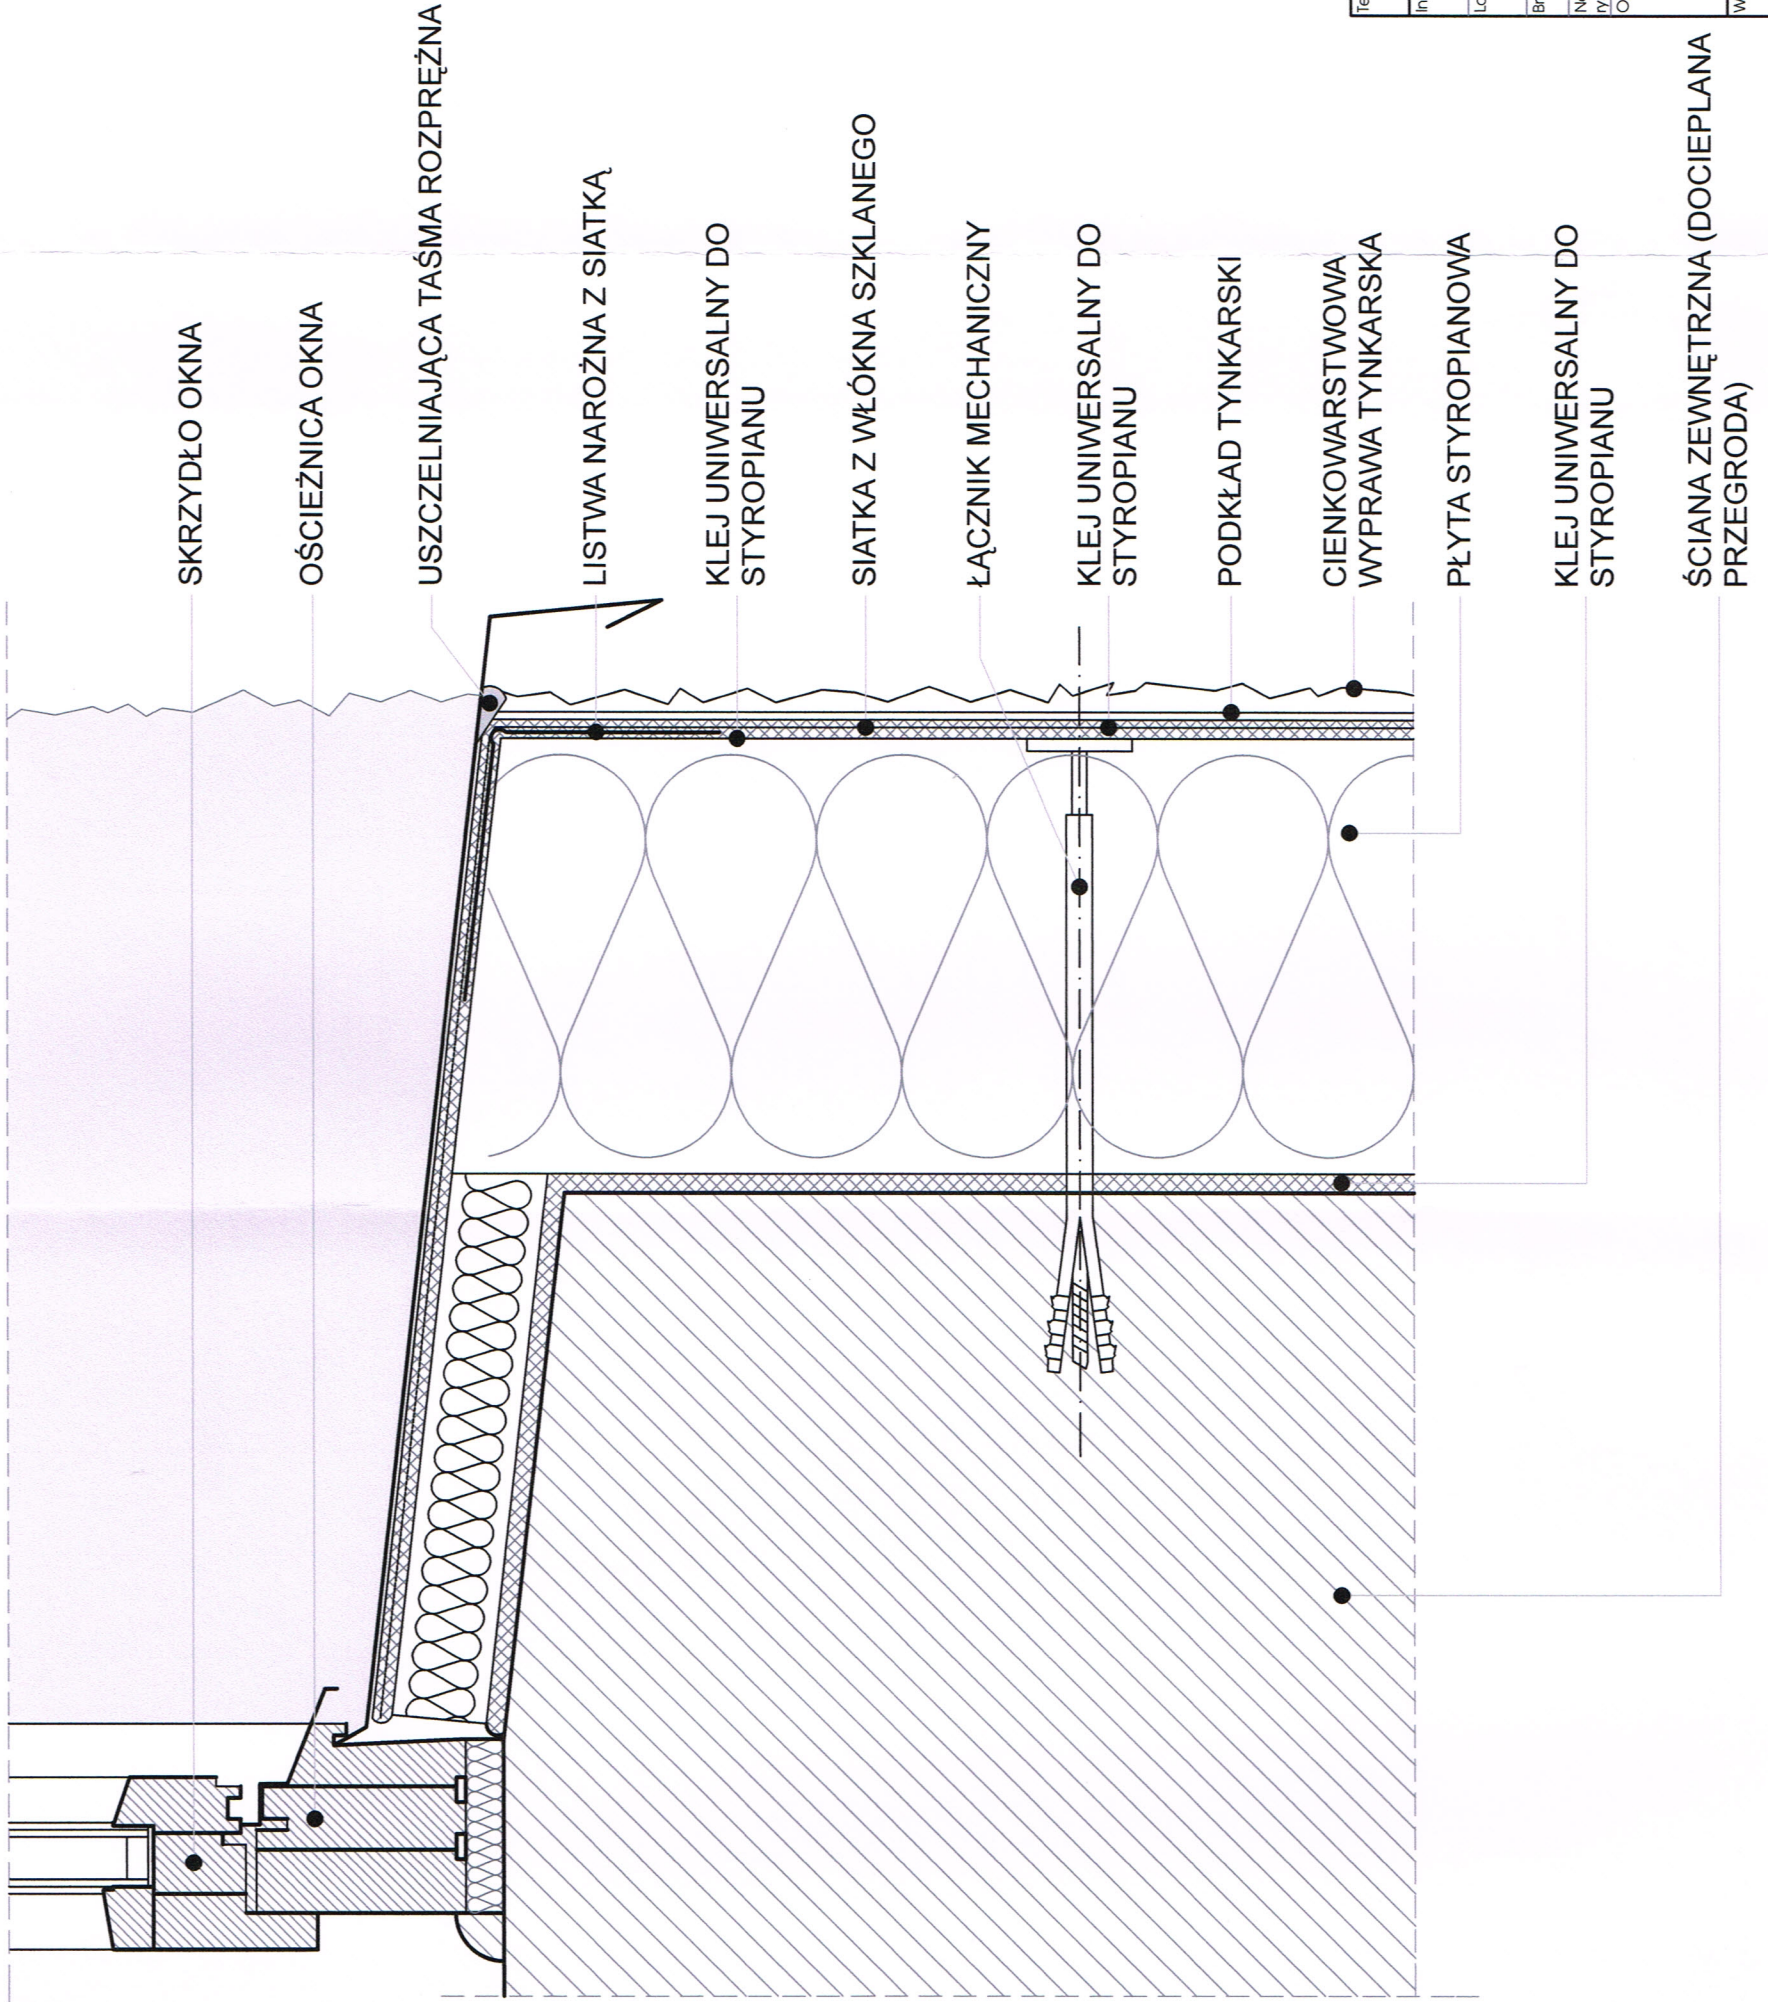 SKRZYDŁO OKNA
OŚCIEŻNICA OKNA
USZCZELNIAJĄCA TAŚMA ROZPRĘŻNA
LISTWA NAROŻNA Z SIATKĄ
KLEJ UNIWERSALNY DO
STYROPIANU
SIATKA Z WŁÓKNA SZKLANEGO
ŁĄCZNIK MECHANICZNY
KLEJ UNIWERSALNY DO
STYROPIANU
PODKŁAD TYNKARSKI
CIENKOWARSTWOWA
WYPRAWA TYNKARSKA
PŁYTA STYROPIANOWA
KLEJ UNIWERSALNY DO
STYROPIANU
ŚCIANA ZEWNĘTRZNA (DOCIEPLANA
PRZEGRODA)